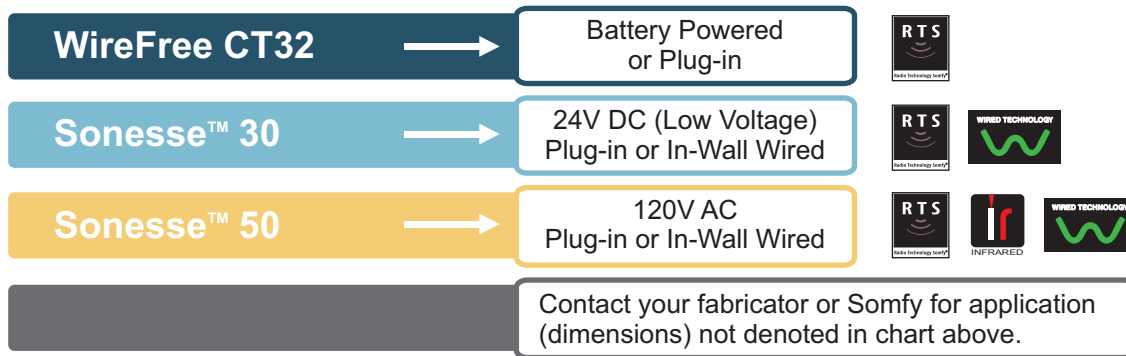 WireFree CT32
Battery Powered
or Plug-in
RTS
Radio Technology Somfy®
Sonesse™ 30
24V DC (Low Voltage)
Plug-in or In-Wall Wired
RTS
Radio Technology Somfy®
WIRED TECHNOLOGY
Sonesse™ 50
120V AC
Plug-in or In-Wall Wired
RTS
Radio Technology Somfy®
ir
INFRARED
WIRED TECHNOLOGY
Contact your fabricator or Somfy for application
(dimensions) not denoted in chart above.